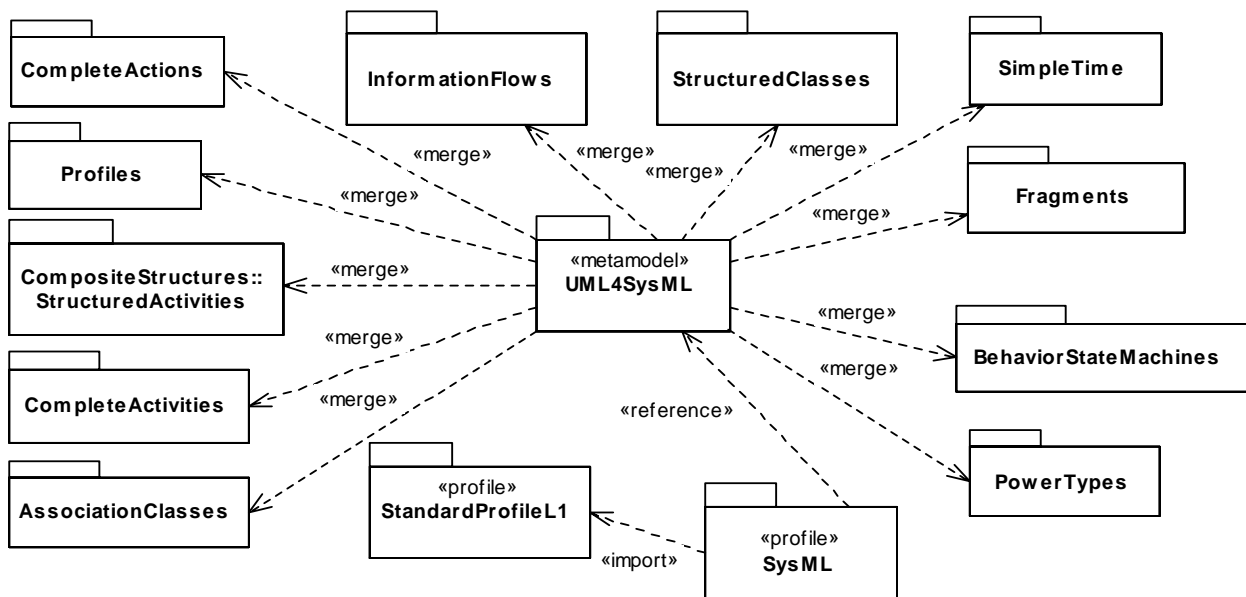 CompleteActions
InformationFlows
StructuredClasses
SimpleTime
«merge»
«merge»
«merge»
«merge»
Profiles
«merge»
Fragments
«merge»
CompositeStructures::
StructuredActivities
«merge»
«metamodel»
UML4SysML
«merge»
BehaviorStateMachines
«merge»
«merge»
CompleteActivities
«merge»
«reference»
AssociationClasses
«profile»
StandardProfileL1
PowerTypes
«import»
«profile»
SysML